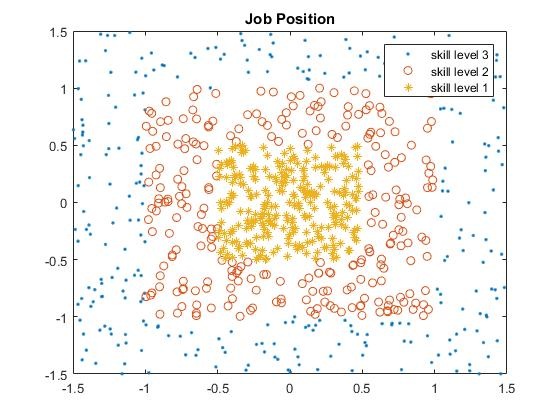 Job Position
skill level 3
skill level 2
skill level 1
1.5
1
0.5
0
-0.5
-1
-1.5
-1.5 -1 -0.5 0 0.5 1 1.5